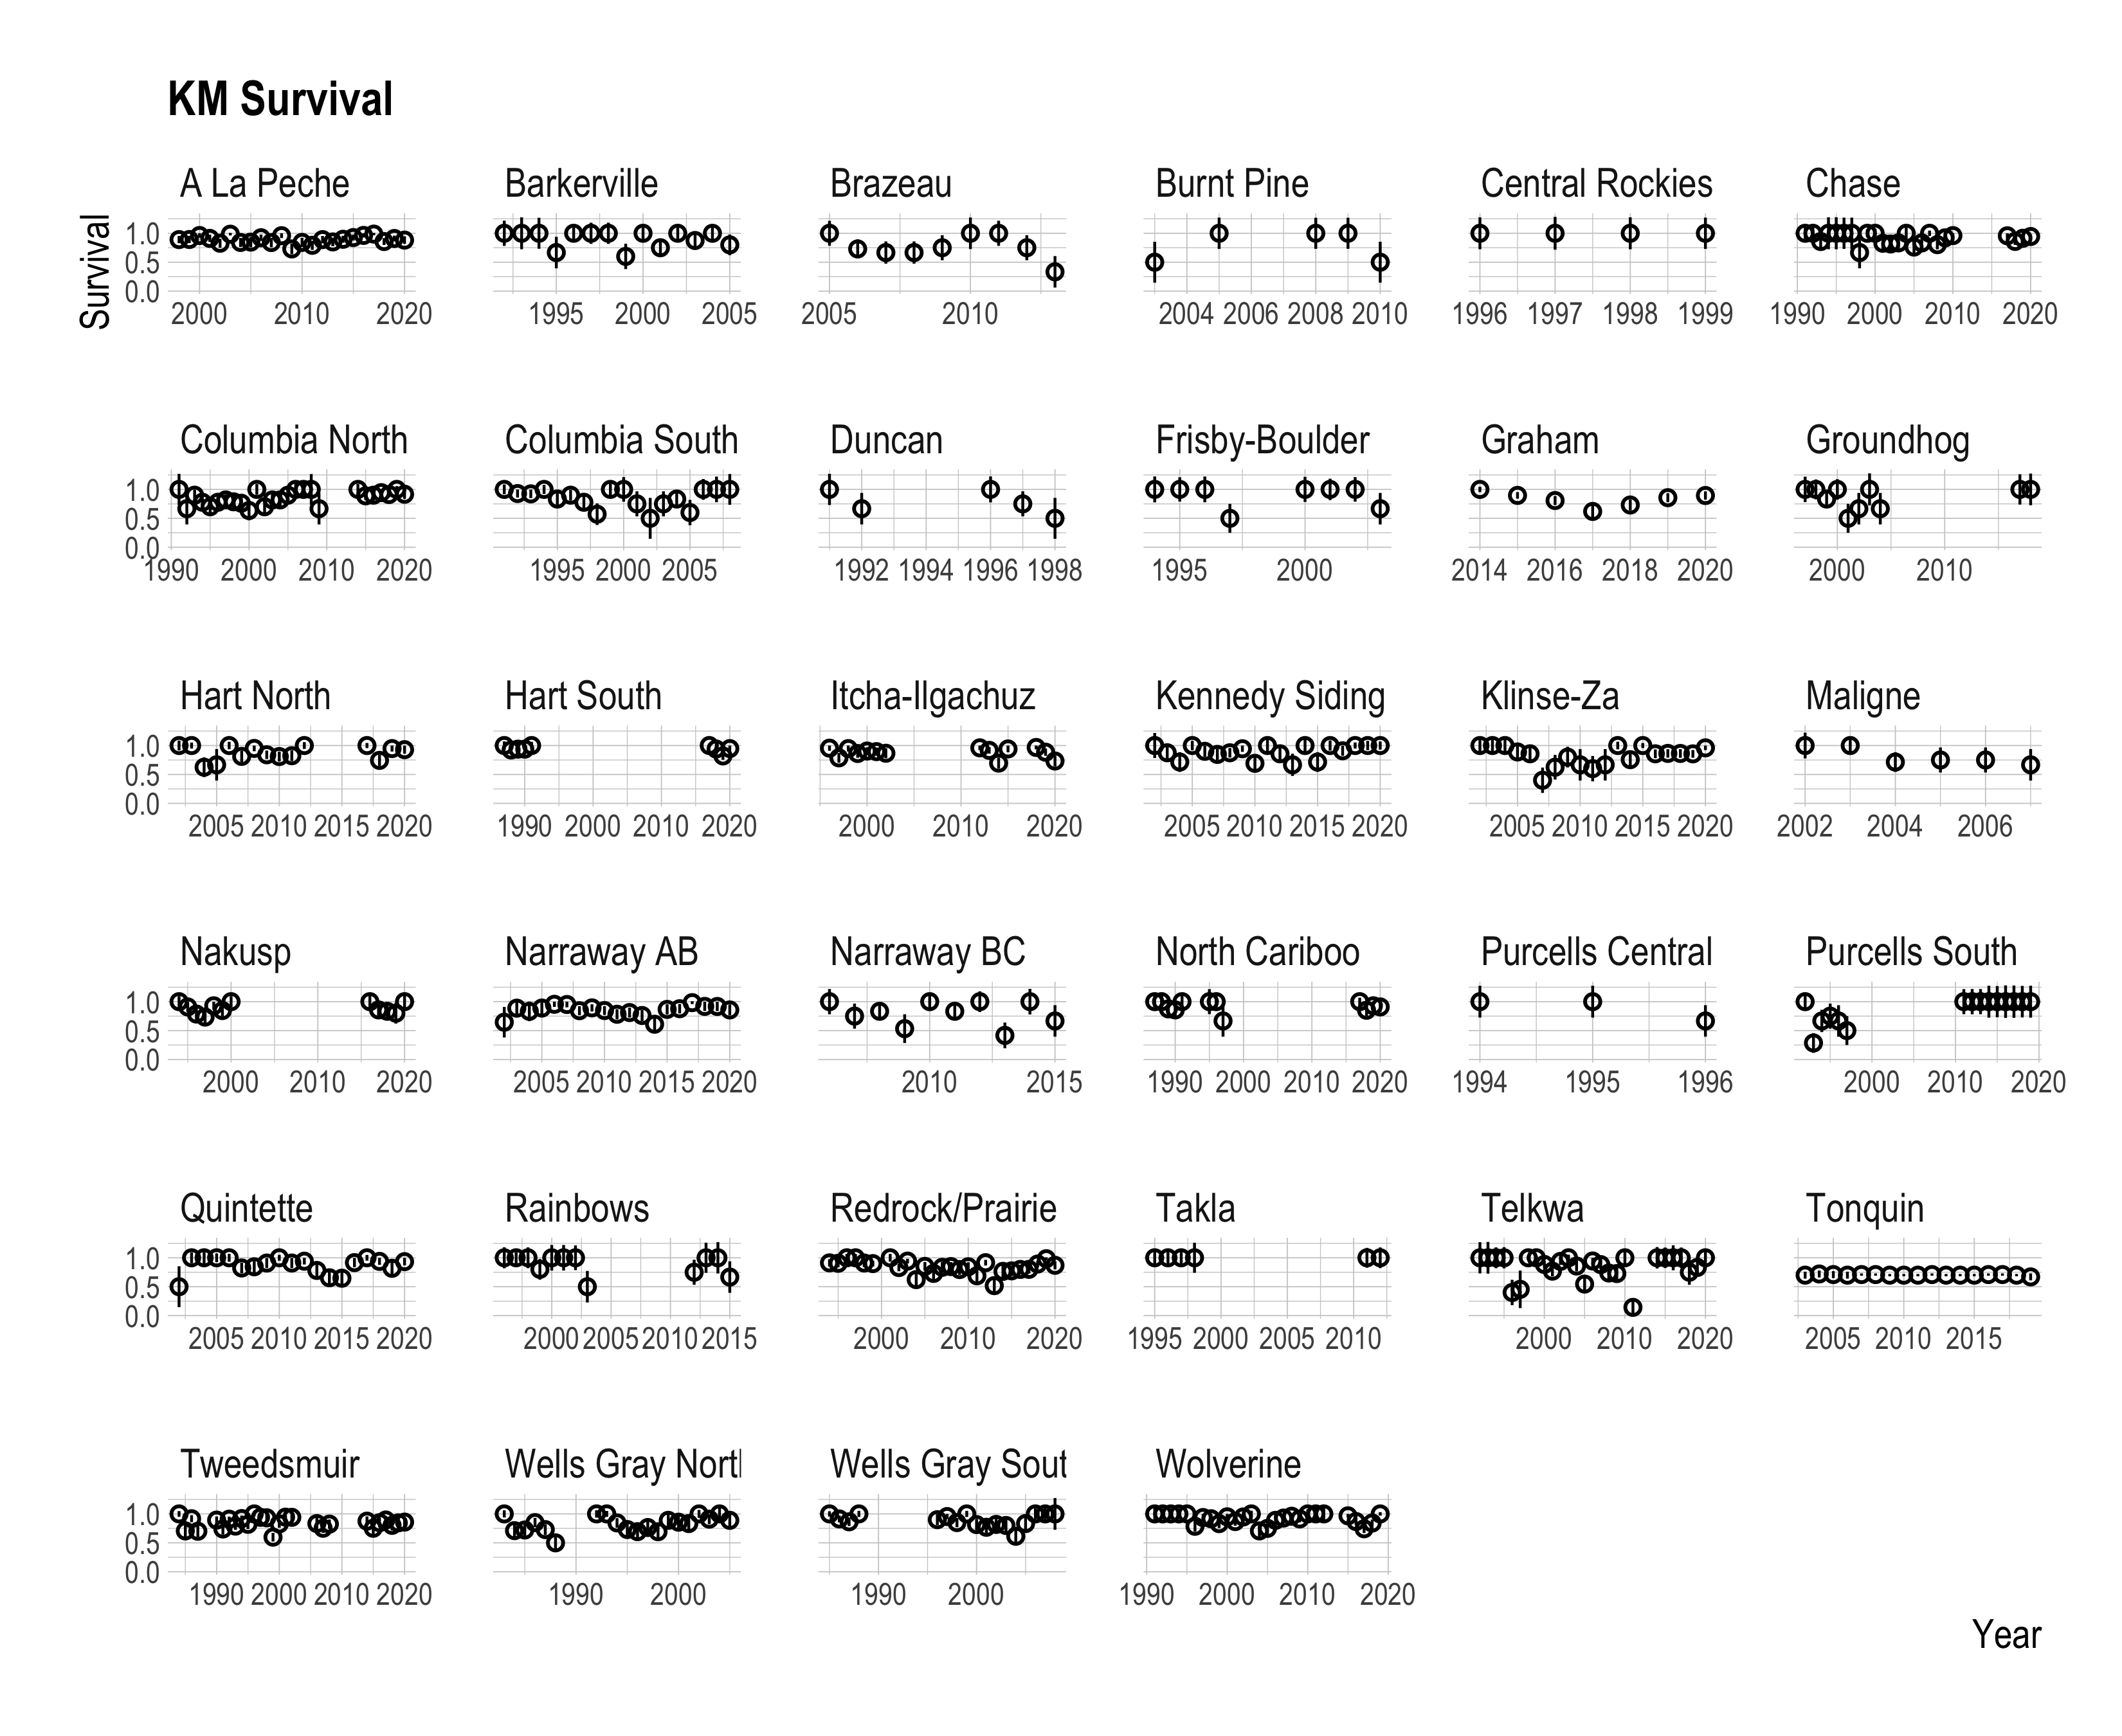 KM Survival
A La Peche Barkerville Brazeau Burnt Pine Central Rockies Chase
Survival
1.0
0.5
0.0
2000 2010 2020 1995 2000 2005 2005 2010 2004 2006 2008 2010 1996 1997 1998 1999 1990 2000 2010 2020
Columbia North Columbia South Duncan Frisby-Boulder Graham Groundhog
1.0
0.5
0.0
1990 2000 2010 2020 1995 2000 2005 1992 1994 1996 1998 1995 2000 2014 2016 2018 2020 2000 2010
Hart North Hart South Itcha-Ilgachuz Kennedy Siding Klinse-Za Maligne
1.0
0.5
0.0
2005 2010 2015 2020 1990 2000 2010 2020 2000 2010 2020 2005 2010 2015 2020 2005 2010 2015 2020 2002 2004 2006
Nakusp Narraway AB Narraway BC North Cariboo Purcells Central Purcells South
1.0
0.5
0.0
2000 2010 2020 2005 2010 2015 2020 2010 2015 1990 2000 2010 2020 1994 1995 1996 2000 2010 2020
Quintette Rainbows Redrock/Prairie Takla Telkwa Tonquin
1.0
0.5
0.0
2005 2010 2015 2020 2000 2005 2010 2015 2000 2010 2020 1995 2000 2005 2010 2000 2010 2020 2005 2010 2015
Tweedsmuir Wells Gray Nort Wells Gray Sout Wolverine
1.0
0.5
0.0
1990 2000 2010 2020 1990 2000 1990 2000 1990 2000 2010 2020
Year